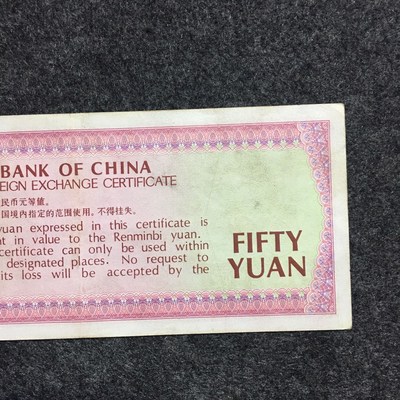 BANK OF CHINA
EIGN EXCHANGE CERTIFICATE
民币元等值。
国境内指定的范围使用，不得挂失。
yuan expressed in this certificate is
nt in value to the Renminbi yuan.
certificate can only be used within
designated places. No request to
its loss will be accepted by the
FIFTY
YUAN